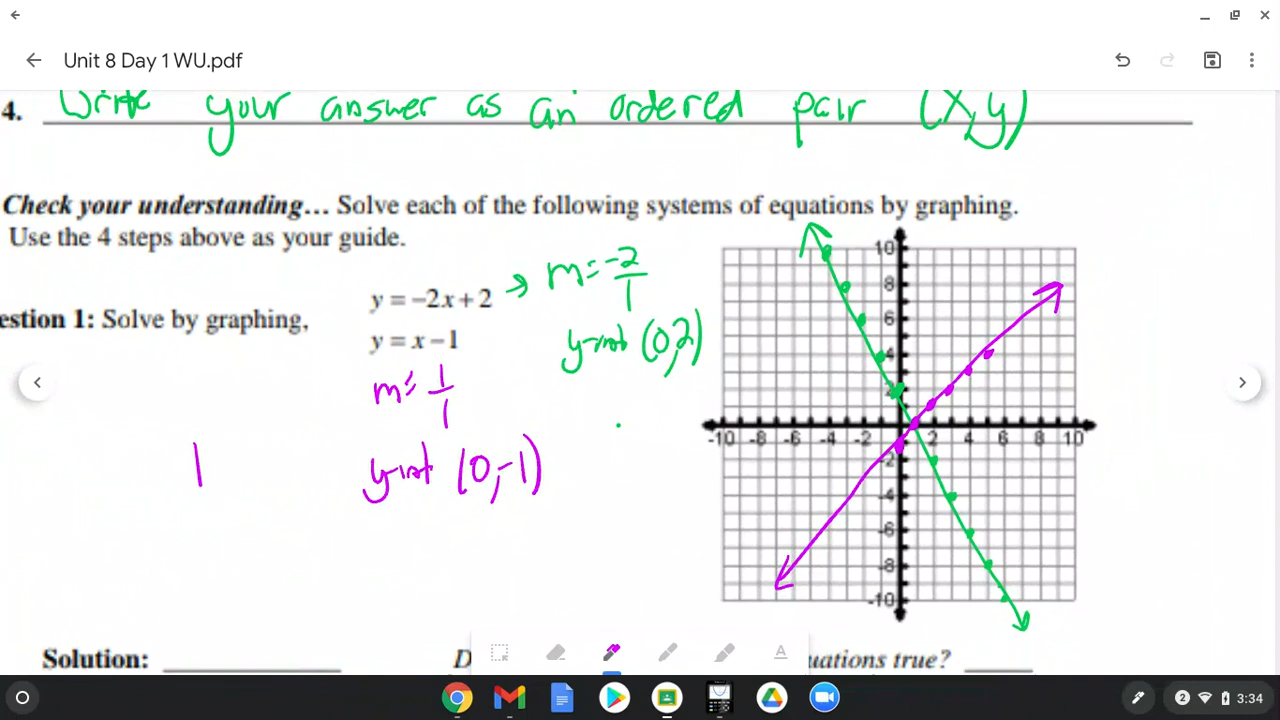 Unit 8 Day 1 WU.pdf
4. Write your answer as an ordered pair (x,y)
Check your understanding… Solve each of the following systems of equations by graphing.
Use the 4 steps above as your guide.
estion 1: Solve by graphing,
y = −2x + 2 → m = -2/1
y = x − 1
y-int (0,2)
m = 1/1
y-int (0,-1)
1
10
8
6
4
2
-10 -8 -6 -4 -2 2 4 6 8 10
-2
-4
-6
-8
-10
Solution: ____________ D
A
uations true? _____
2
3:34